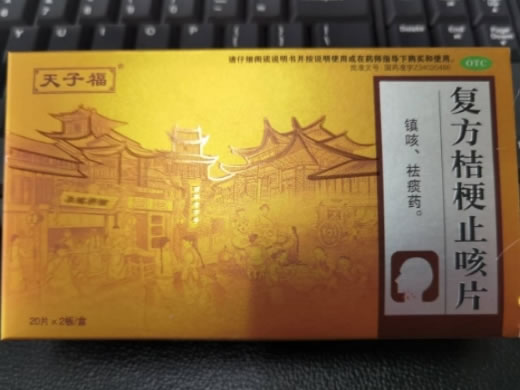 天子福®
请仔细阅读说明书并按说明使用或在药师指导下购买和使用。
OTC
复方桔梗止咳片
镇咳、祛痰药。
20片×2板/盒